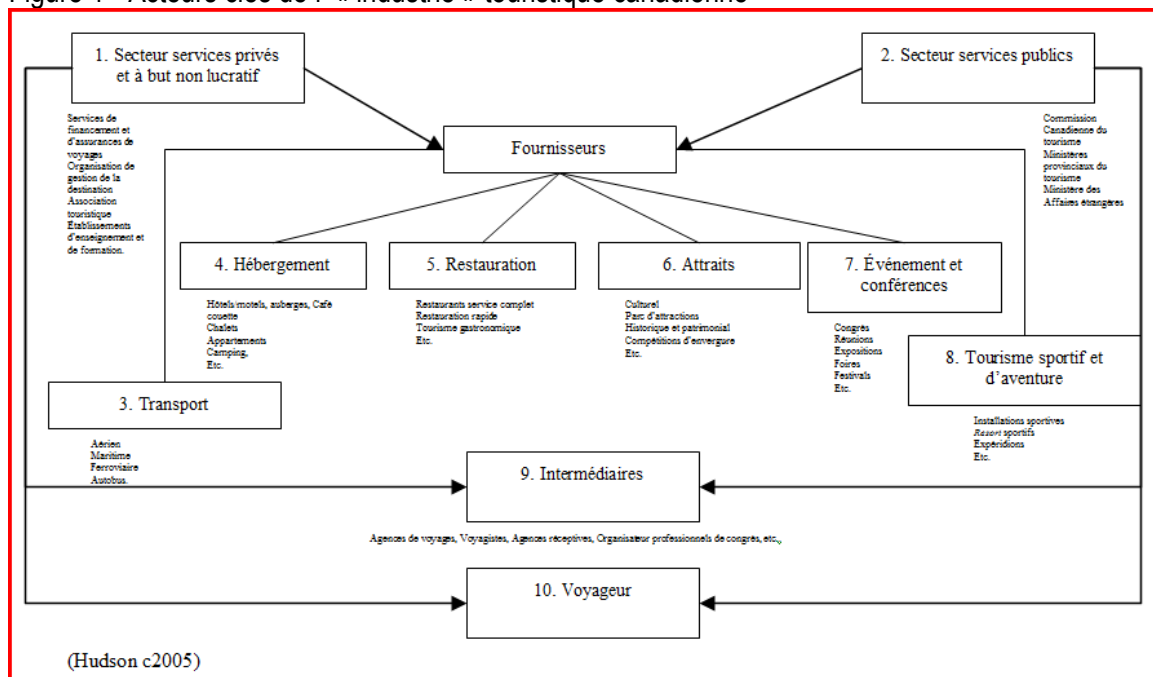 Figure 1 - Acteurs clés de l' « industrie » touristique canadienne
1. Secteur services privés
et à but non lucratif
2. Secteur services publics
Services de
financement et
d'assurances de
voyages
Organisation de
gestion de la
destination
Association
touristique
Établissements
d'enseignement et
de formation.
Commission
Canadienne du
tourisme
Ministères
provinciaux du
tourisme
Ministère des
Affaires étrangères
Fournisseurs
4. Hébergement
5. Restauration
6. Attraits
7. Événement et
conférences
Hôtels/motels, auberges, Café
couette
Chalets
Appartements
Camping,
Etc.
Restaurants service complet
Restauration rapide
Tourisme gastronomique
Etc.
Culturel
Parc d'attractions
Historique et patrimonial
Compétitions d'envergure
Etc.
Congrès
Réunions
Expositions
Foires
Festivals
Etc.
8. Tourisme sportif et
d'aventure
3. Transport
Aérien
Maritime
Ferroviaire
Autobus.
Installations sportives
Resort sportifs
Expéridions
Etc.
9. Intermédiaires
Agences de voyages, Voyagistes, Agences réceptives, Organisateur professionnels de congrès, etc.,
10. Voyageur
(Hudson c2005)